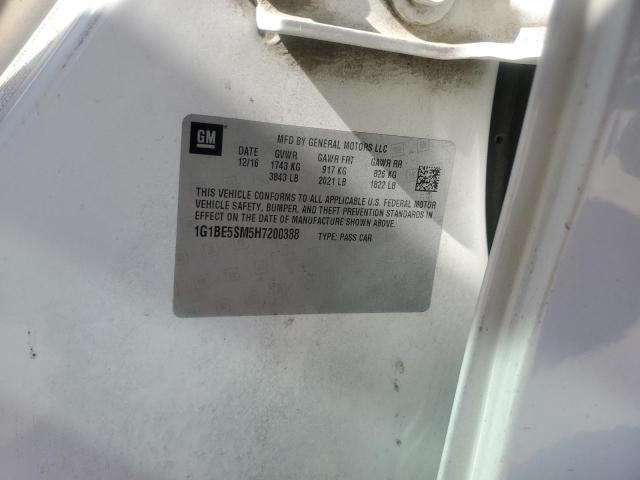 GM
MFD BY GENERAL MOTORS LLC
DATE GVWR GAWR FRT GAWR RR
12/16 1743 KG 917 KG 826 KG
3843 LB 2021 LB 1822 LB
THIS VEHICLE CONFORMS TO ALL APPLICABLE U.S. FEDERAL MOTOR
VEHICLE SAFETY, BUMPER, AND THEFT PREVENTION STANDARDS IN
EFFECT ON THE DATE OF MANUFACTURE SHOWN ABOVE.
1G1BE5SM5H7200388 TYPE: PASS CAR